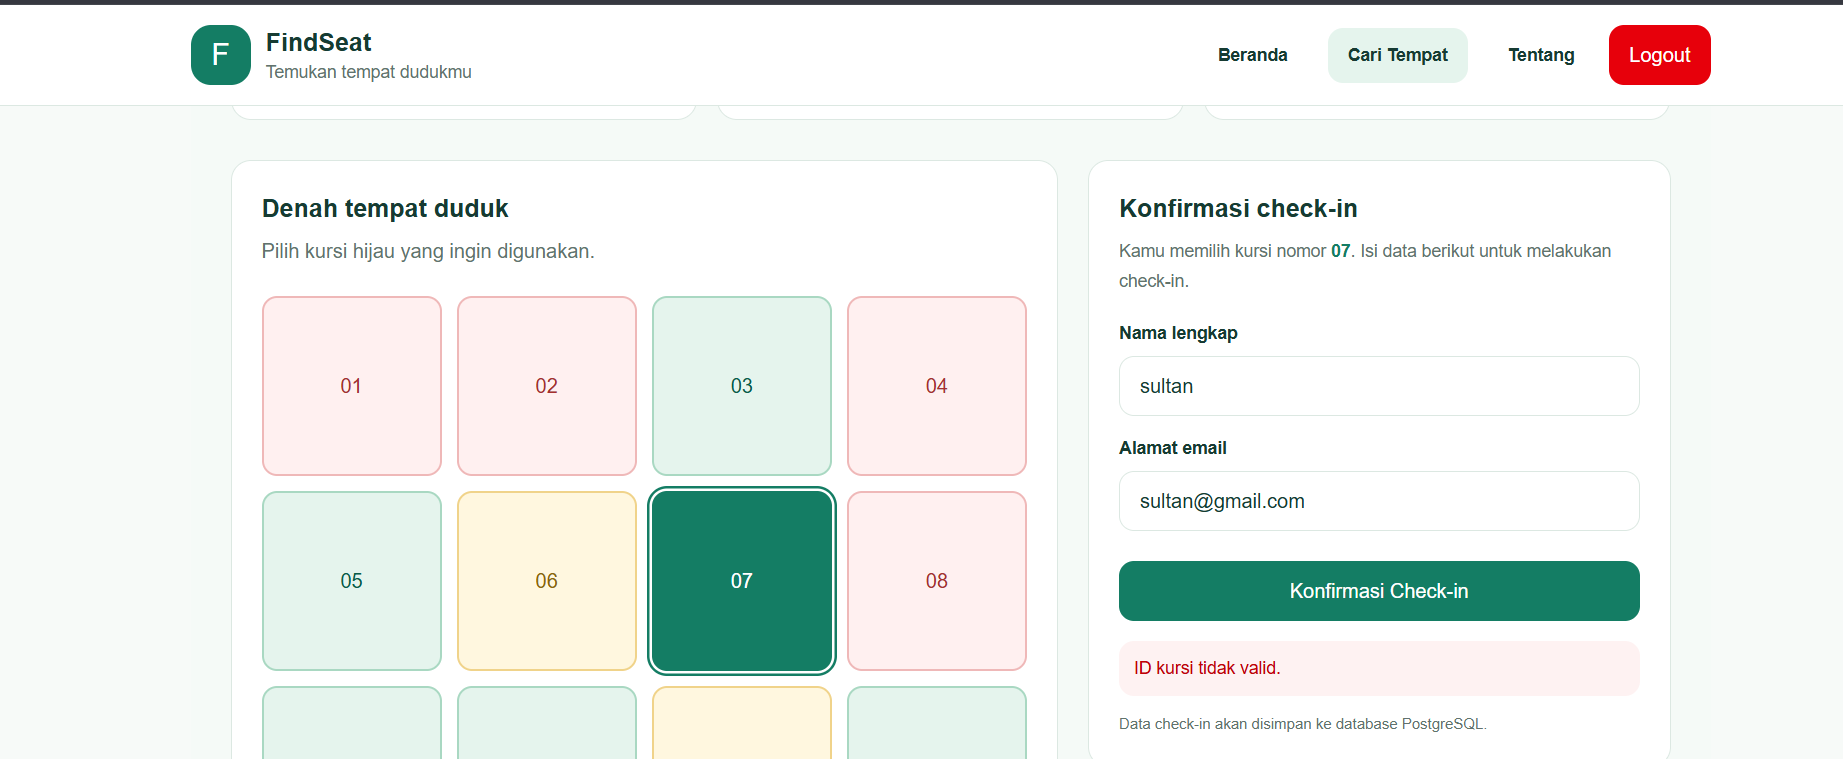 F
FindSeat
Temukan tempat dudukmu
Beranda
Cari Tempat
Tentang
Logout
Denah tempat duduk
Pilih kursi hijau yang ingin digunakan.
01
02
03
04
05
06
07
08
Konfirmasi check-in
Kamu memilih kursi nomor 07. Isi data berikut untuk melakukan
check-in.
Nama lengkap
sultan
Alamat email
sultan@gmail.com
Konfirmasi Check-in
ID kursi tidak valid.
Data check-in akan disimpan ke database PostgreSQL.